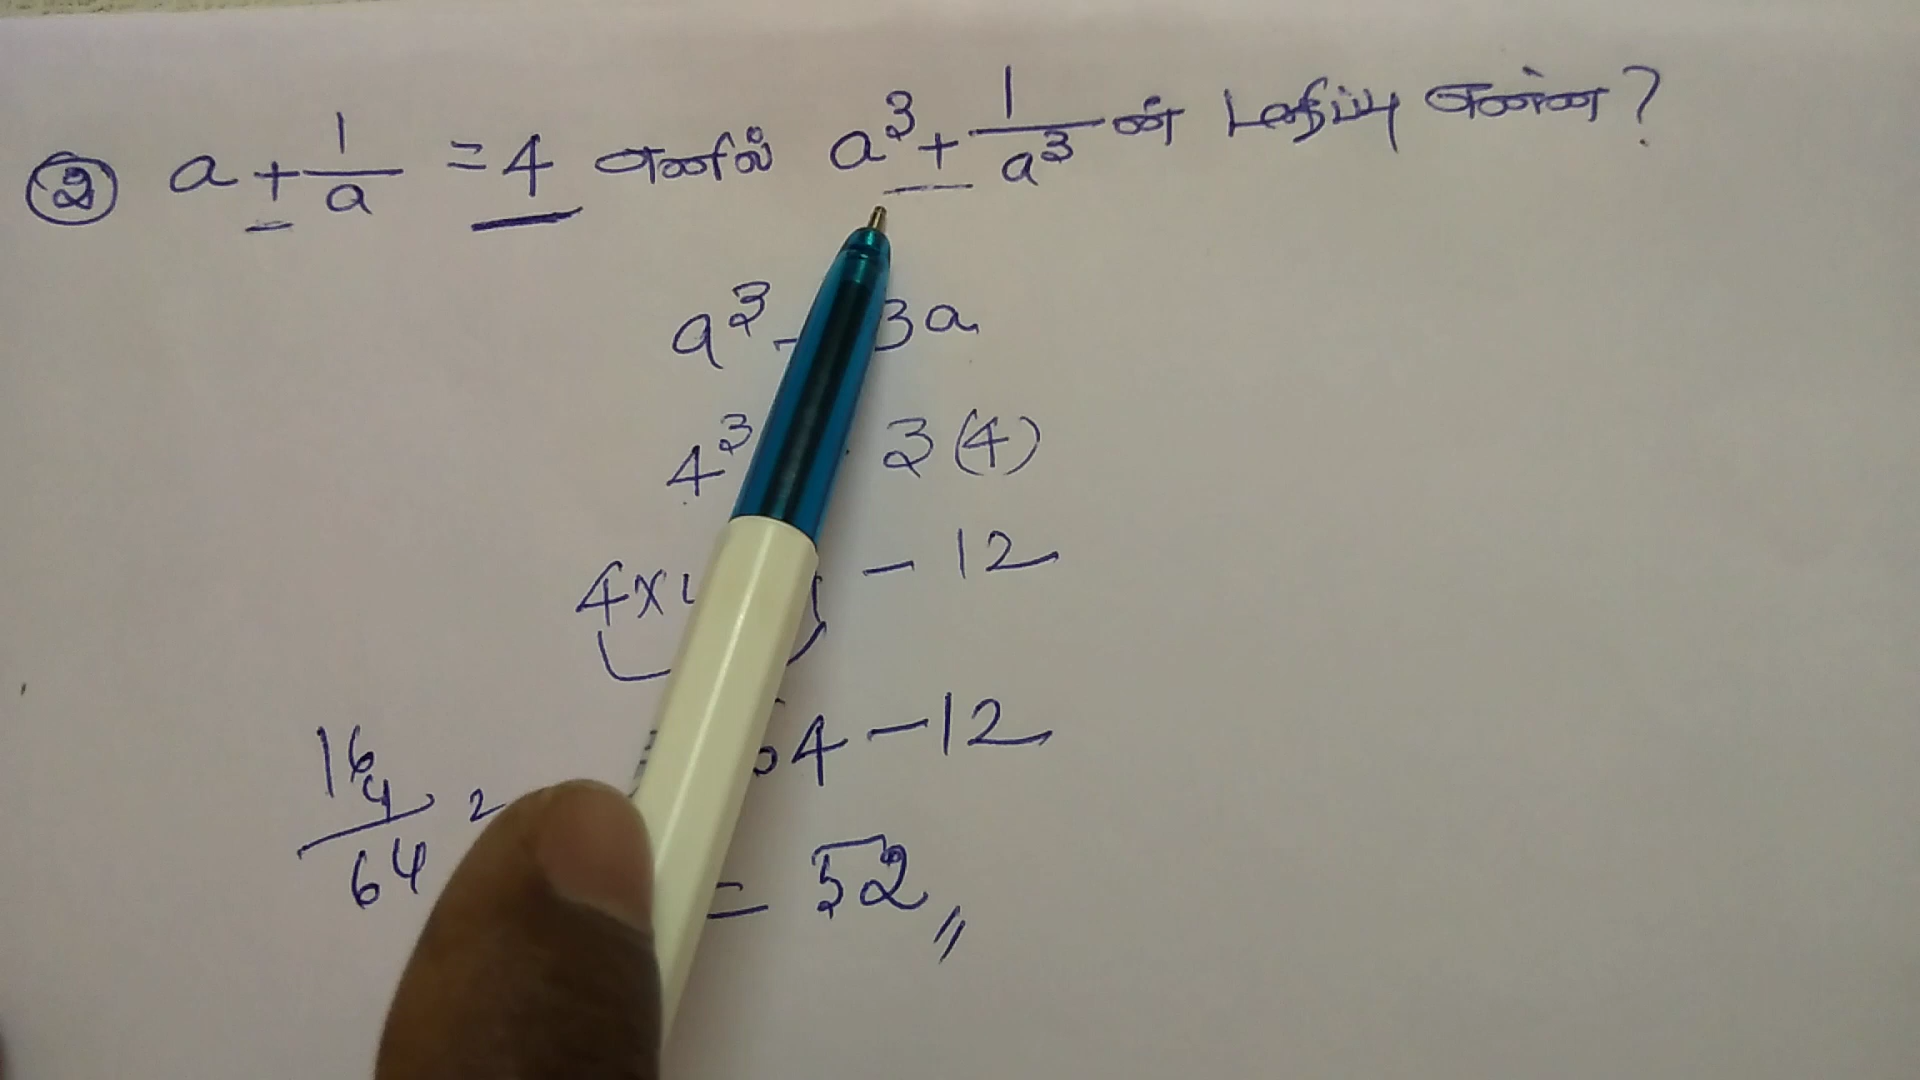 ② a + 1/a = 4 எனில் a³ + 1/a³ ன் மதிப்பு என்ன?
a³ - 3a
4³ 3(4)
4× - 12
64 - 12
16
4
64
= 52